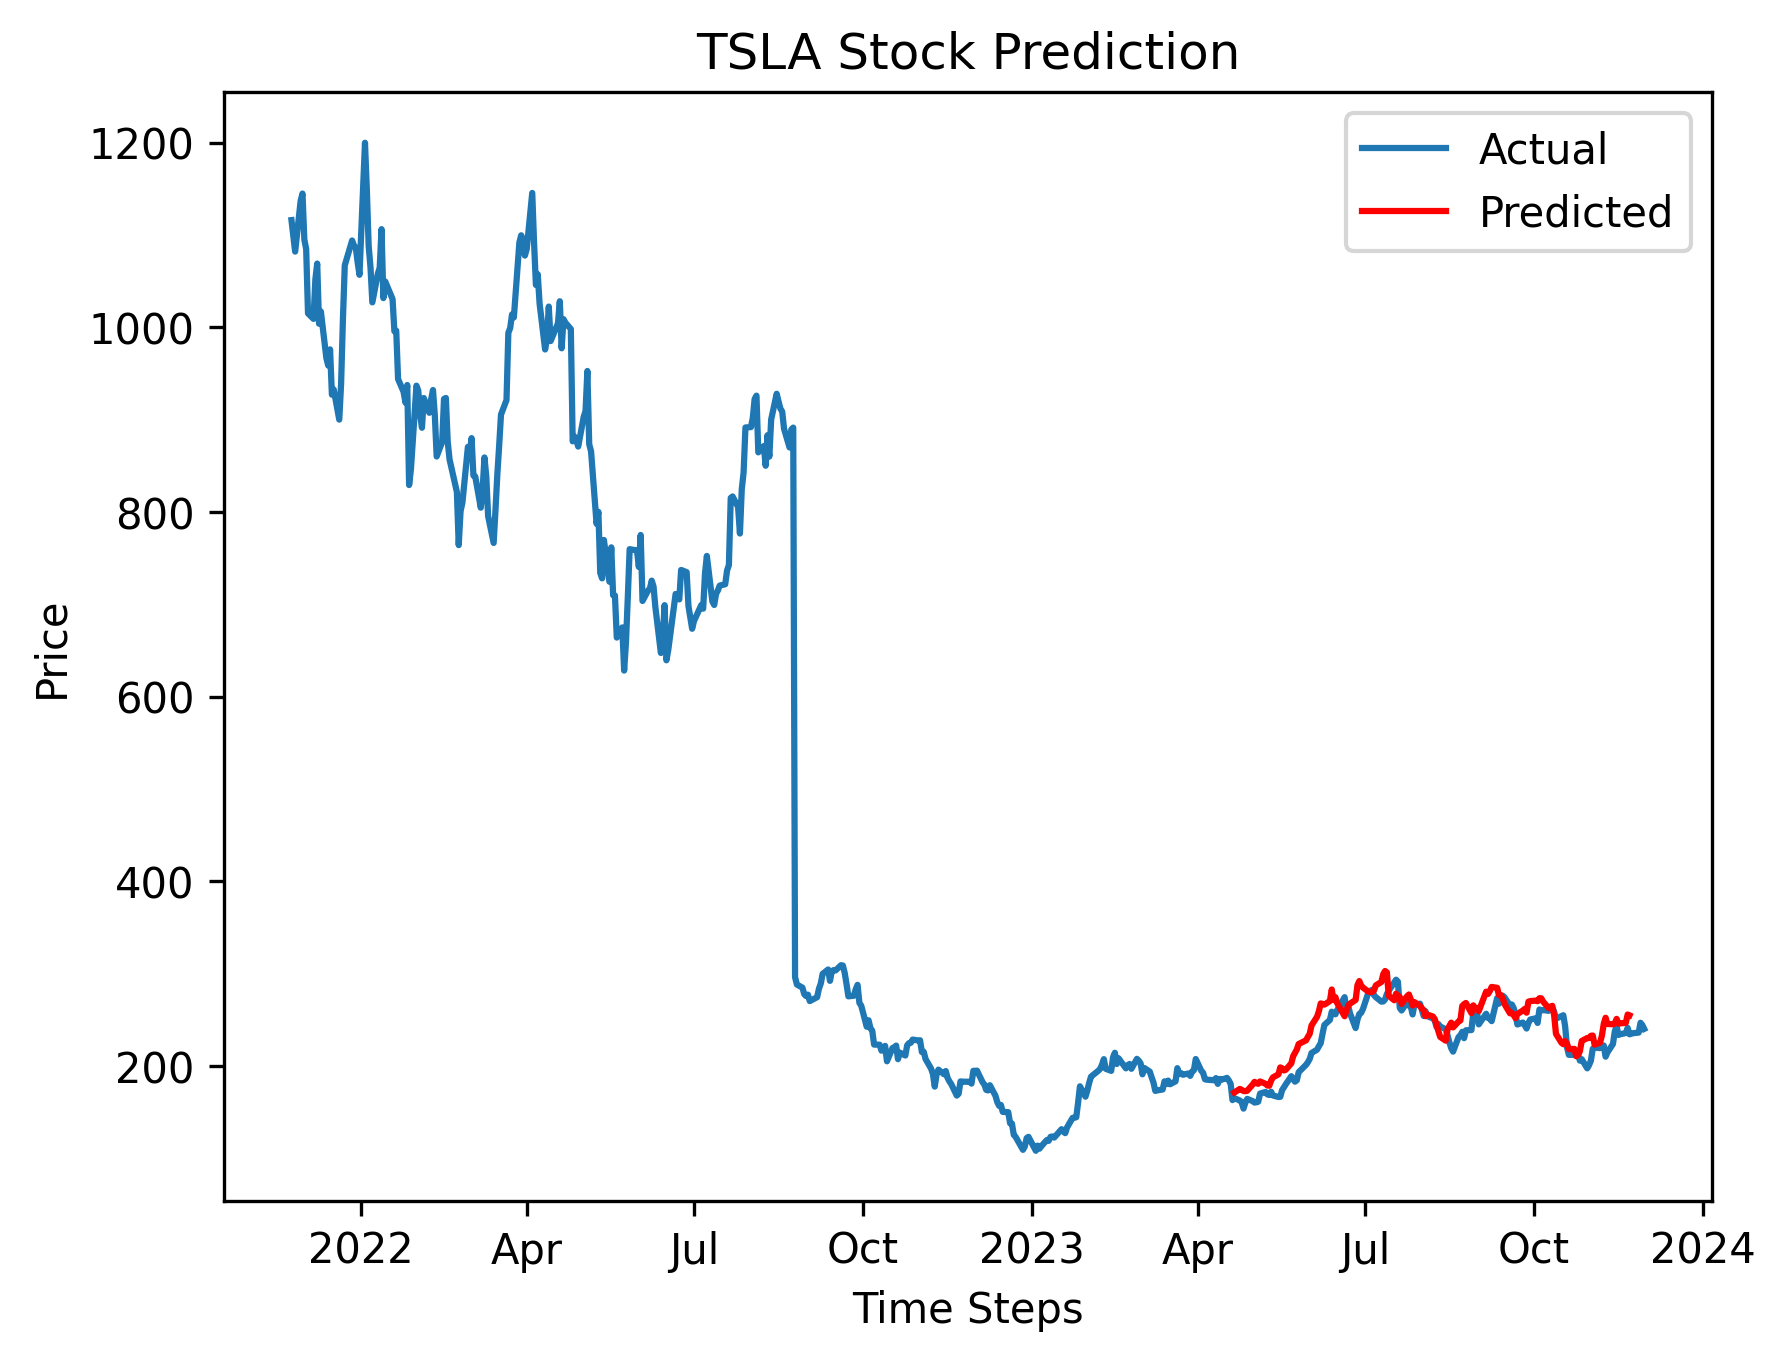 TSLA Stock Prediction
Actual
Predicted
1200
1000
800
600
400
200
Price
2022 Apr Jul Oct 2023 Apr Jul Oct 2024
Time Steps